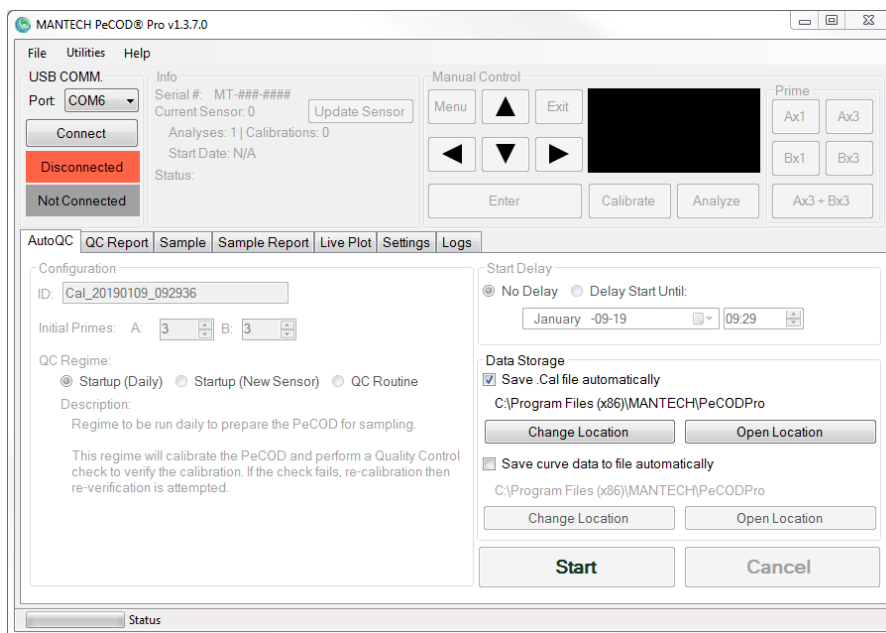 MANTECH PeCOD® Pro v1.3.7.0
File Utilities Help
USB COMM.
Port COM6
Connect
Disconnected
Not Connected
Info
Serial #: MT-###-####
Current Sensor: 0
Update Sensor
Analyses: 1 | Calibrations: 0
Start Date: N/A
Status:
Manual Control
Menu
Exit
Enter
Calibrate
Analyze
Prime
Ax1 Ax3
Bx1 Bx3
Ax3 + Bx3
AutoQC QC Report Sample Sample Report Live Plot Settings Logs
Configuration
ID: Cal_20190109_092936
Initial Primes: A: 3 B: 3
QC Regime:
Startup (Daily) Startup (New Sensor) QC Routine
Description:
Regime to be run daily to prepare the PeCOD for sampling.
This regime will calibrate the PeCOD and perform a Quality Control
check to verify the calibration. If the check fails, re-calibration then
re-verification is attempted.
Start Delay
No Delay Delay Start Until:
January -09-19 09:29
Data Storage
Save .Cal file automatically
C:\Program Files (x86)\MANTECH\PeCODPro
Change Location Open Location
Save curve data to file automatically
C:\Program Files (x86)\MANTECH\PeCODPro
Change Location Open Location
Start Cancel
Status